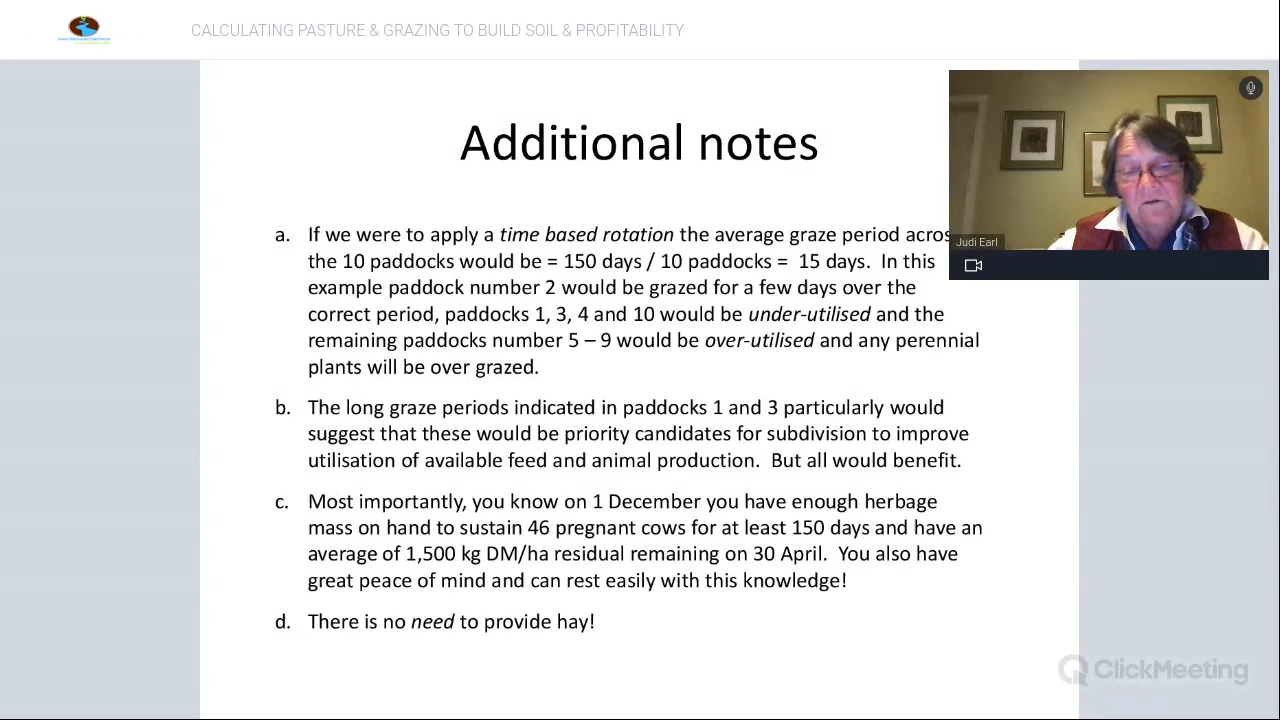 CALCULATING PASTURE & GRAZING TO BUILD SOIL & PROFITABILITY
Additional notes
a. If we were to apply a time based rotation the average graze period acros
the 10 paddocks would be = 150 days / 10 paddocks = 15 days. In this
example paddock number 2 would be grazed for a few days over the
correct period, paddocks 1, 3, 4 and 10 would be under-utilised and the
remaining paddocks number 5 – 9 would be over-utilised and any perennial
plants will be over grazed.
b. The long graze periods indicated in paddocks 1 and 3 particularly would
suggest that these would be priority candidates for subdivision to improve
utilisation of available feed and animal production. But all would benefit.
c. Most importantly, you know on 1 December you have enough herbage
mass on hand to sustain 46 pregnant cows for at least 150 days and have an
average of 1,500 kg DM/ha residual remaining on 30 April. You also have
great peace of mind and can rest easily with this knowledge!
d. There is no need to provide hay!
Judi Earl
ClickMeeting